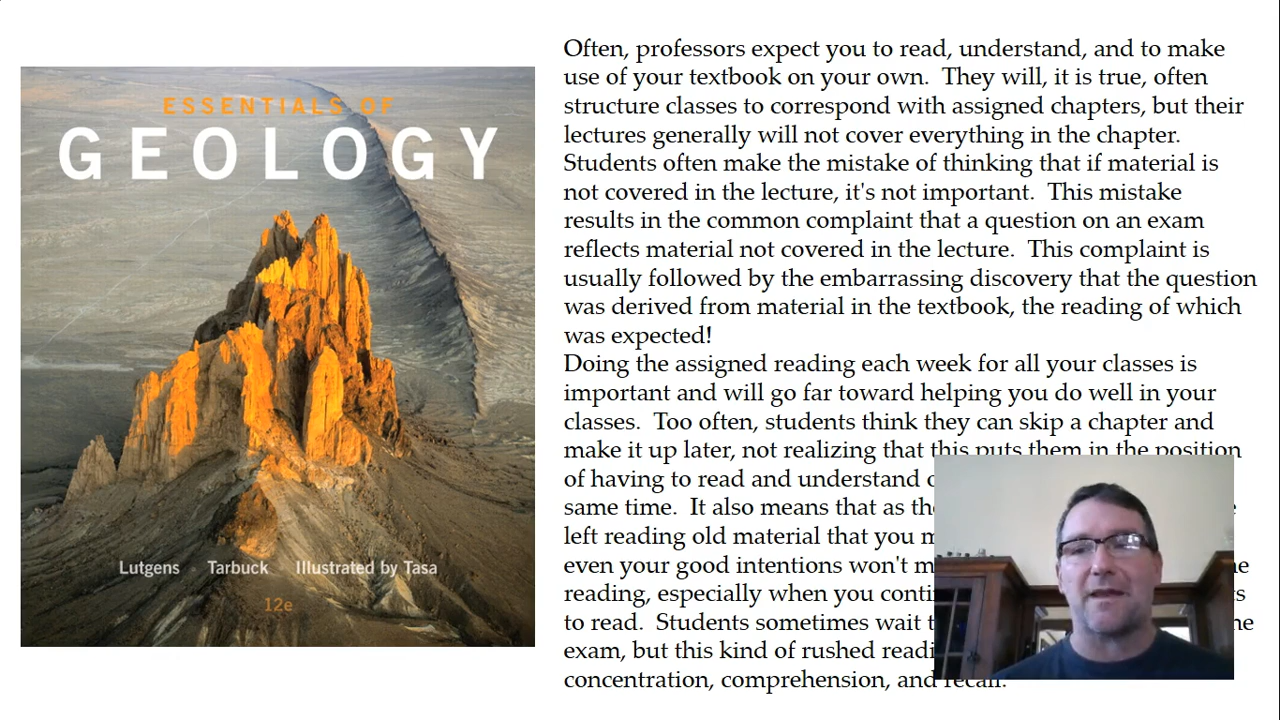 ESSENTIALS OF
GEOLOGY
Lutgens Tarbuck Illustrated by Tasa
12e
Often, professors expect you to read, understand, and to make
use of your textbook on your own. They will, it is true, often
structure classes to correspond with assigned chapters, but their
lectures generally will not cover everything in the chapter.
Students often make the mistake of thinking that if material is
not covered in the lecture, it's not important. This mistake
results in the common complaint that a question on an exam
reflects material not covered in the lecture. This complaint is
usually followed by the embarrassing discovery that the question
was derived from material in the textbook, the reading of which
was expected!
Doing the assigned reading each week for all your classes is
important and will go far toward helping you do well in your
classes. Too often, students think they can skip a chapter and
make it up later, not realizing that this puts them in the position
of having to read and understand
same time. It also means that as
left reading old material that you
even your good intentions won't
reading, especially when you
to read. Students sometimes wait
exam, but this kind of rushed
concentration, comprehension, and recall.